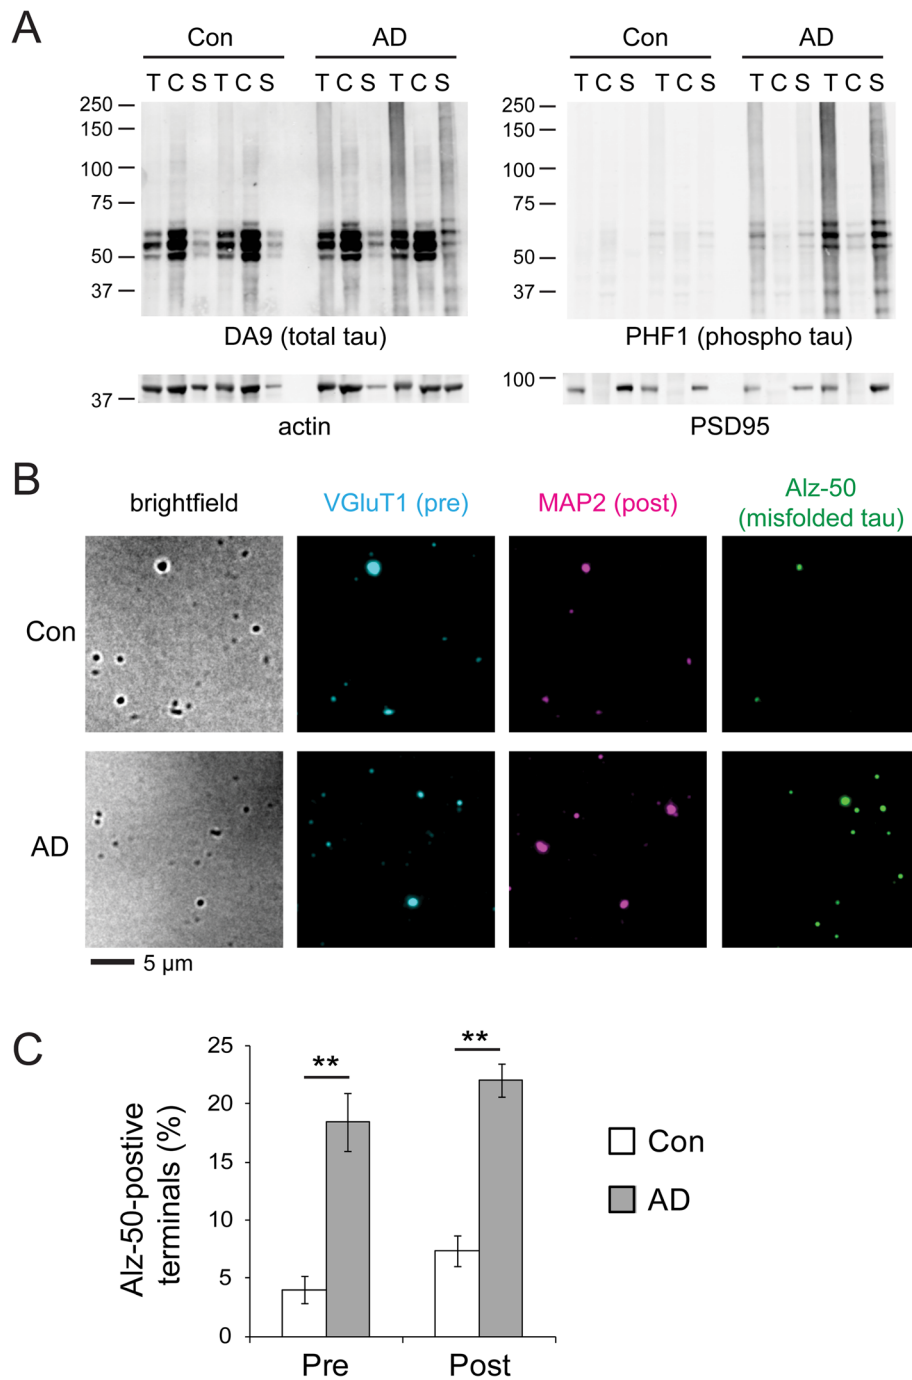 A
Con AD Con AD
T C S T C S T C S T C S T C S T C S T C S T C S
250
150
100
75
50
37
250
150
100
75
50
37
DA9 (total tau) PHF1 (phospho tau)
37
100
actin PSD95
B
brightfield VGluT1 (pre) MAP2 (post) Alz-50
(misfolded tau)
Con
AD
5 µm
C
Alz-50-postive
terminals (%)
25
20
15
10
5
0
** **
Pre Post
Con
AD